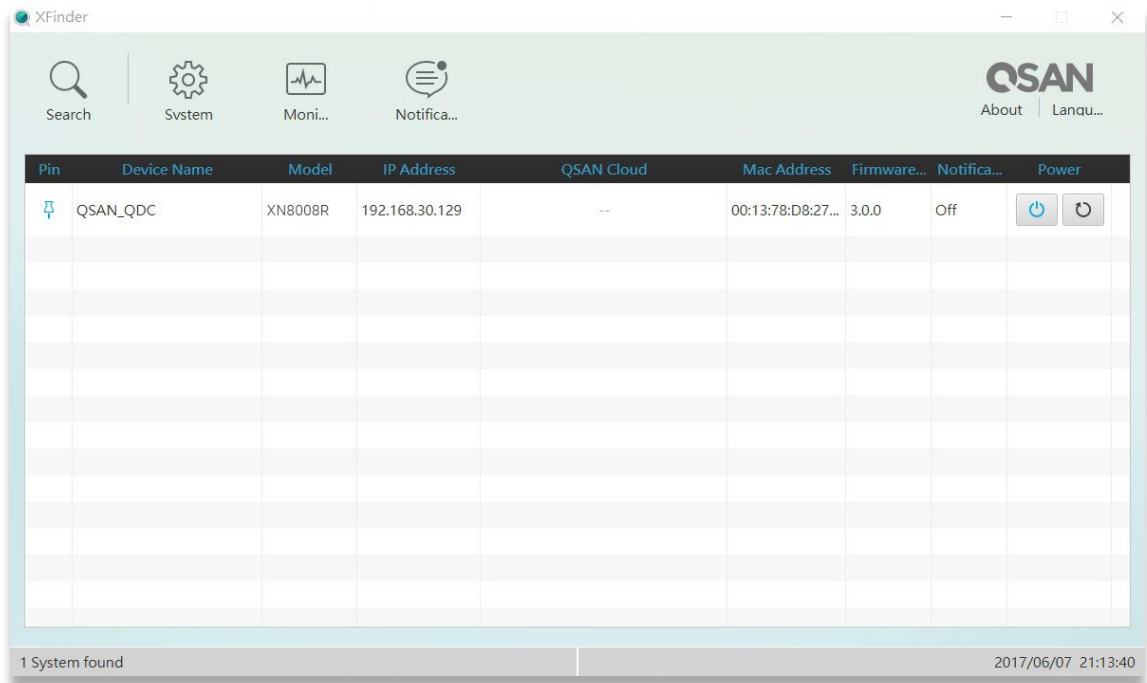 XFinder
QSAN
Search System Moni... Notifica...
About Langu...
Pin Device Name Model IP Address QSAN Cloud Mac Address Firmware... Notifica... Power
QSAN_QDC XN8008R 192.168.30.129 -- 00:13:78:D8:27... 3.0.0 Off
1 System found 2017/06/07 21:13:40